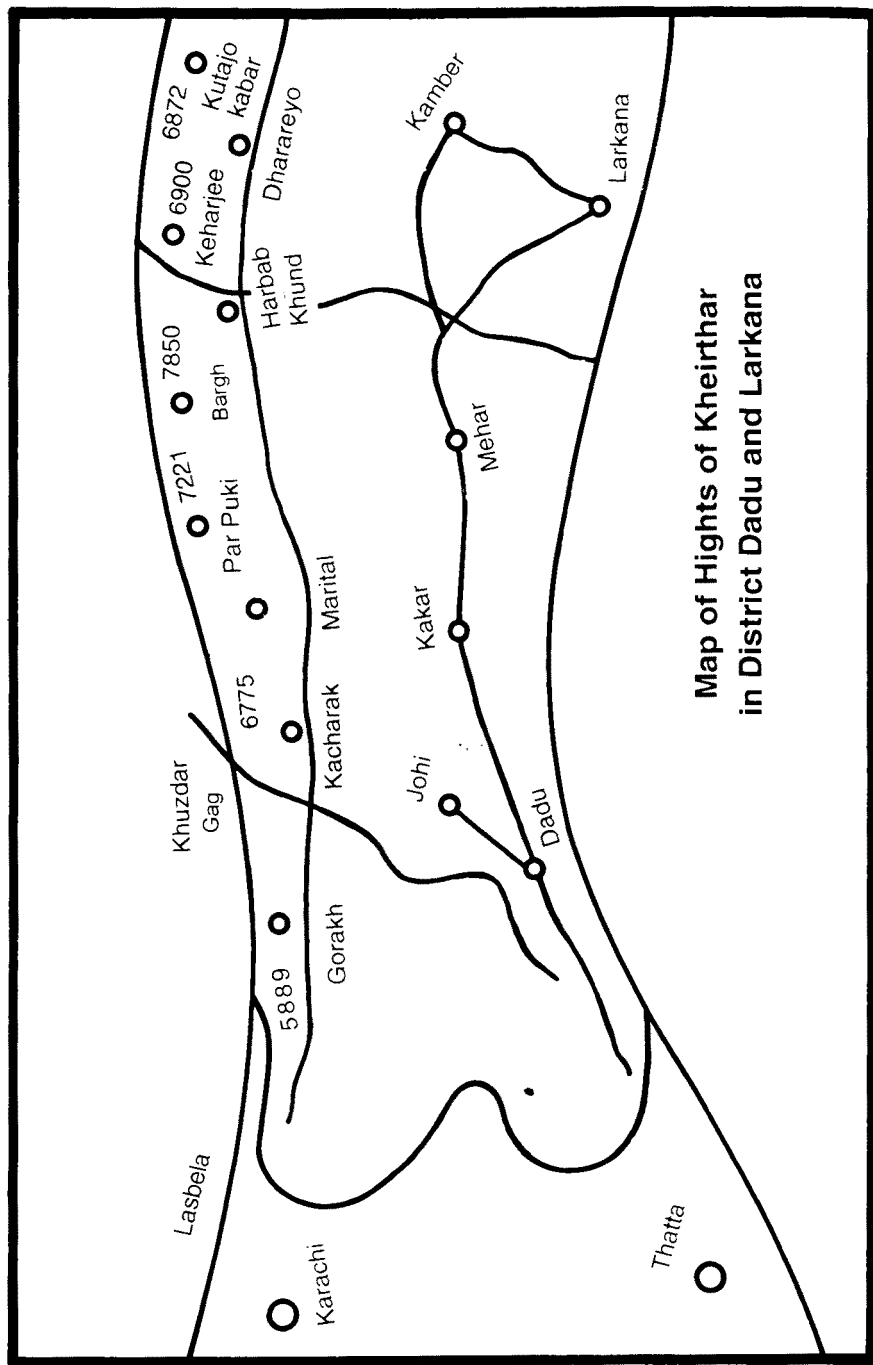 Map of Hights of Kheirthar
in District Dadu and Larkana
Lasbela
Khuzdar
Gag
5889
Gorakh
6775
Kacharak
Marital
7221
Par Puki
7850
Bargh
Harbab
Khund
6900
Keharjee
6872
Kutajo
kabar
Dharareyo
Karachi
Thatta
Johi
Dadu
Kakar
Mehar
Kamber
Larkana